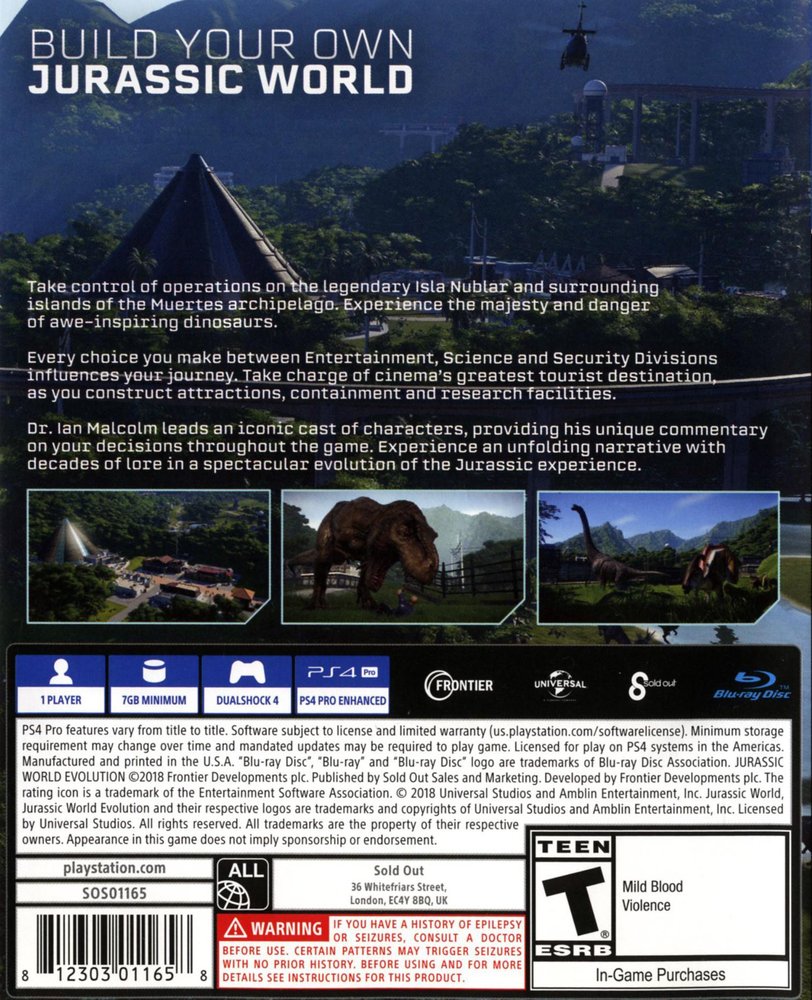 BUILD YOUR OWN
JURASSIC WORLD
Take control of operations on the legendary Isla Nublar and surrounding
islands of the Muertes archipelago. Experience the majesty and danger
of awe-inspiring dinosaurs.
Every choice you make between Entertainment, Science and Security Divisions
influences your journey. Take charge of cinema's greatest tourist destination,
as you construct attractions, containment and research facilities.
Dr. Ian Malcolm leads an iconic cast of characters, providing his unique commentary
on your decisions throughout the game. Experience an unfolding narrative with
decades of lore in a spectacular evolution of the Jurassic experience.
1 PLAYER
7GB MINIMUM
DUALSHOCK 4
PS4 Pro
PS4 PRO ENHANCED
FRONTIER
UNIVERSAL
Sold out
Blu-ray Disc™
PS4 Pro features vary from title to title. Software subject to license and limited warranty (us.playstation.com/softwarelicense). Minimum storage
requirement may change over time and mandated updates may be required to play game. Licensed for play on PS4 systems in the Americas.
Manufactured and printed in the U.S.A. "Blu-ray Disc", "Blu-ray" and "Blu-ray Disc" logo are trademarks of Blu-ray Disc Association. JURASSIC
WORLD EVOLUTION ©2018 Frontier Developments plc. Published by Sold Out Sales and Marketing. Developed by Frontier Developments plc. The
rating icon is a trademark of the Entertainment Software Association. © 2018 Universal Studios and Amblin Entertainment, Inc. Jurassic World,
Jurassic World Evolution and their respective logos are trademarks and copyrights of Universal Studios and Amblin Entertainment, Inc. Licensed
by Universal Studios. All rights reserved. All trademarks are the property of their respective
owners. Appearance in this game does not imply sponsorship or endorsement.
playstation.com
SOS01165
ALL
Sold Out
36 Whitefriars Street,
London, EC4Y 8BQ, UK
8 12303 01165 8
WARNING IF YOU HAVE A HISTORY OF EPILEPSY
OR SEIZURES, CONSULT A DOCTOR
BEFORE USE. CERTAIN PATTERNS MAY TRIGGER SEIZURES
WITH NO PRIOR HISTORY. BEFORE USING AND FOR MORE
DETAILS SEE INSTRUCTIONS FOR THIS PRODUCT.
TEEN
T®
ESRB
Mild Blood
Violence
In-Game Purchases